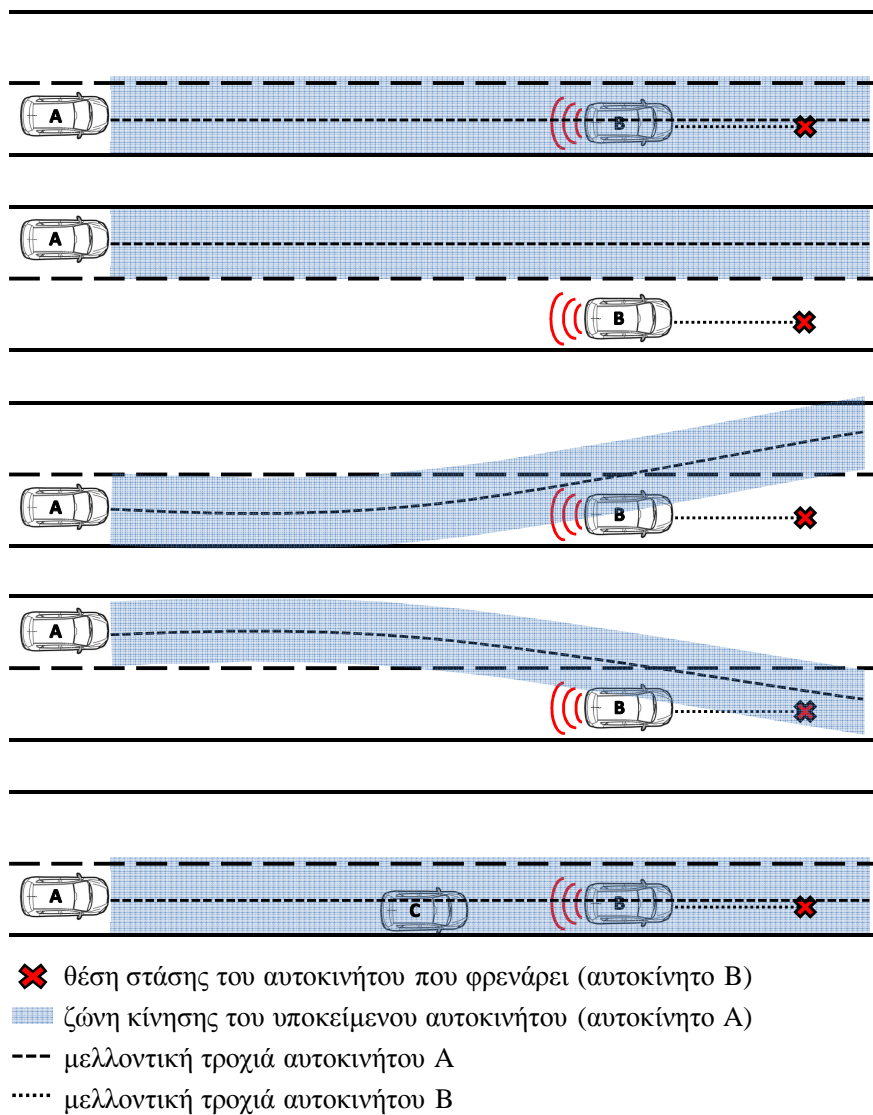 A B
A
B
A B
A
B
A C B
θέση στάσης του αυτοκινήτου που φρενάρει (αυτοκίνητο B)
ζώνη κίνησης του υποκείμενου αυτοκινήτου (αυτοκίνητο A)
μελλοντική τροχιά αυτοκινήτου A
μελλοντική τροχιά αυτοκινήτου B